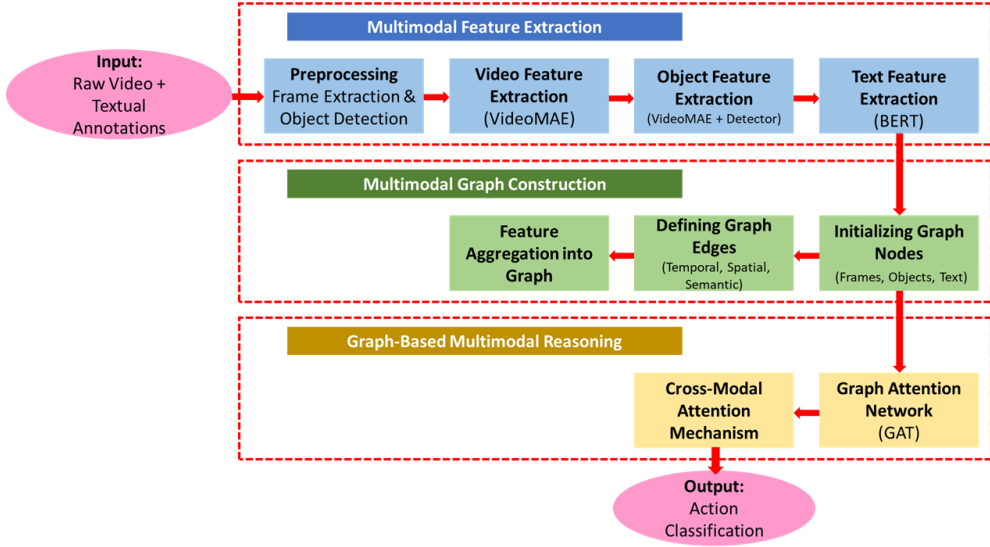 Multimodal Feature Extraction
Input:
Raw Video +
Textual
Annotations
Preprocessing
Frame Extraction &
Object Detection
Video Feature
Extraction
(VideoMAE)
Object Feature
Extraction
(VideoMAE + Detector)
Text Feature
Extraction
(BERT)
Multimodal Graph Construction
Feature
Aggregation into
Graph
Defining Graph
Edges
(Temporal, Spatial,
Semantic)
Initializing Graph
Nodes
(Frames, Objects, Text)
Graph-Based Multimodal Reasoning
Cross-Modal
Attention
Mechanism
Graph Attention
Network
(GAT)
Output:
Action
Classification